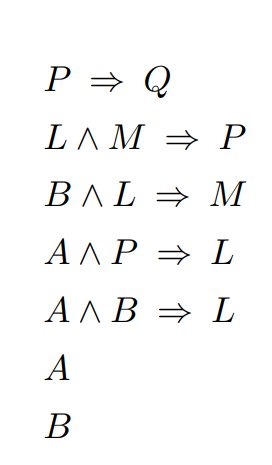 P ⇒ Q
L ∧ M ⇒ P
B ∧ L ⇒ M
A ∧ P ⇒ L
A ∧ B ⇒ L
A
B